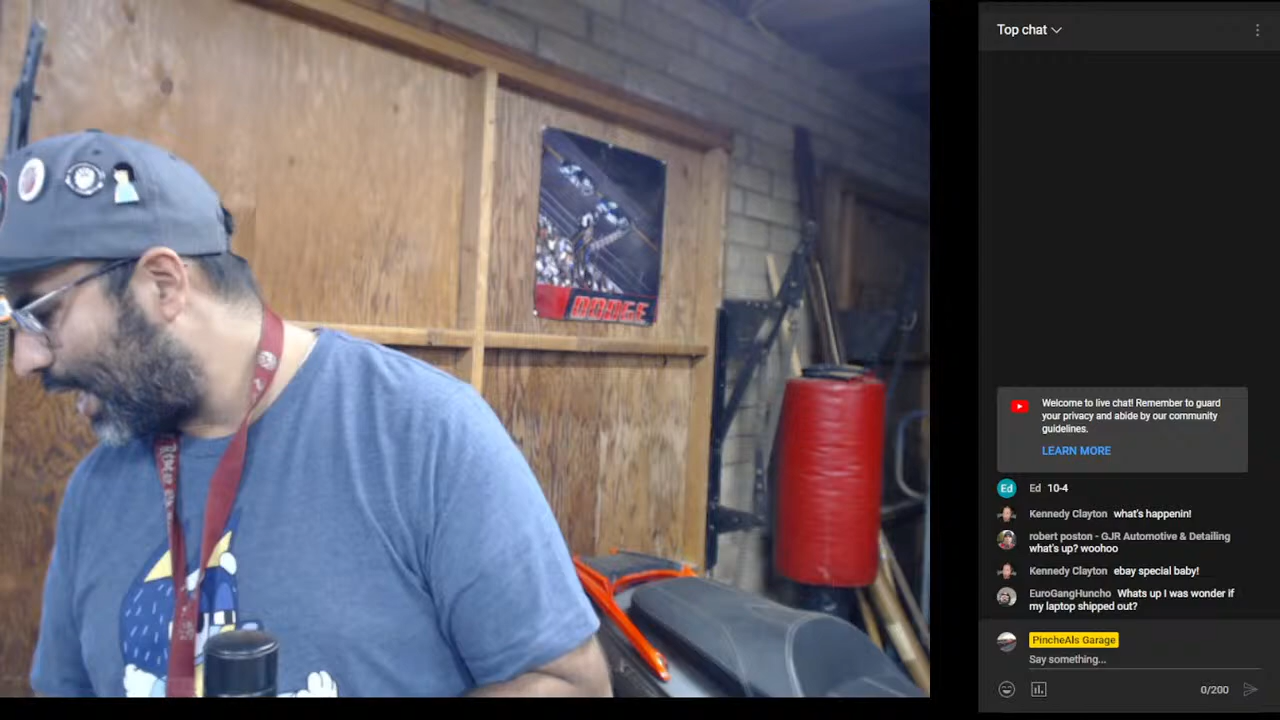 Top chat
DODGE
Welcome to live chat! Remember to guard
your privacy and abide by our community
guidelines.
LEARN MORE
Ed
Ed 10-4
Kennedy Clayton what's happenin!
robert poston - GJR Automotive & Detailing
what's up? woohoo
Kennedy Clayton ebay special baby!
EuroGangHuncho Whats up I was wonder if
my laptop shipped out?
PincheAls Garage
Say something...
0/200